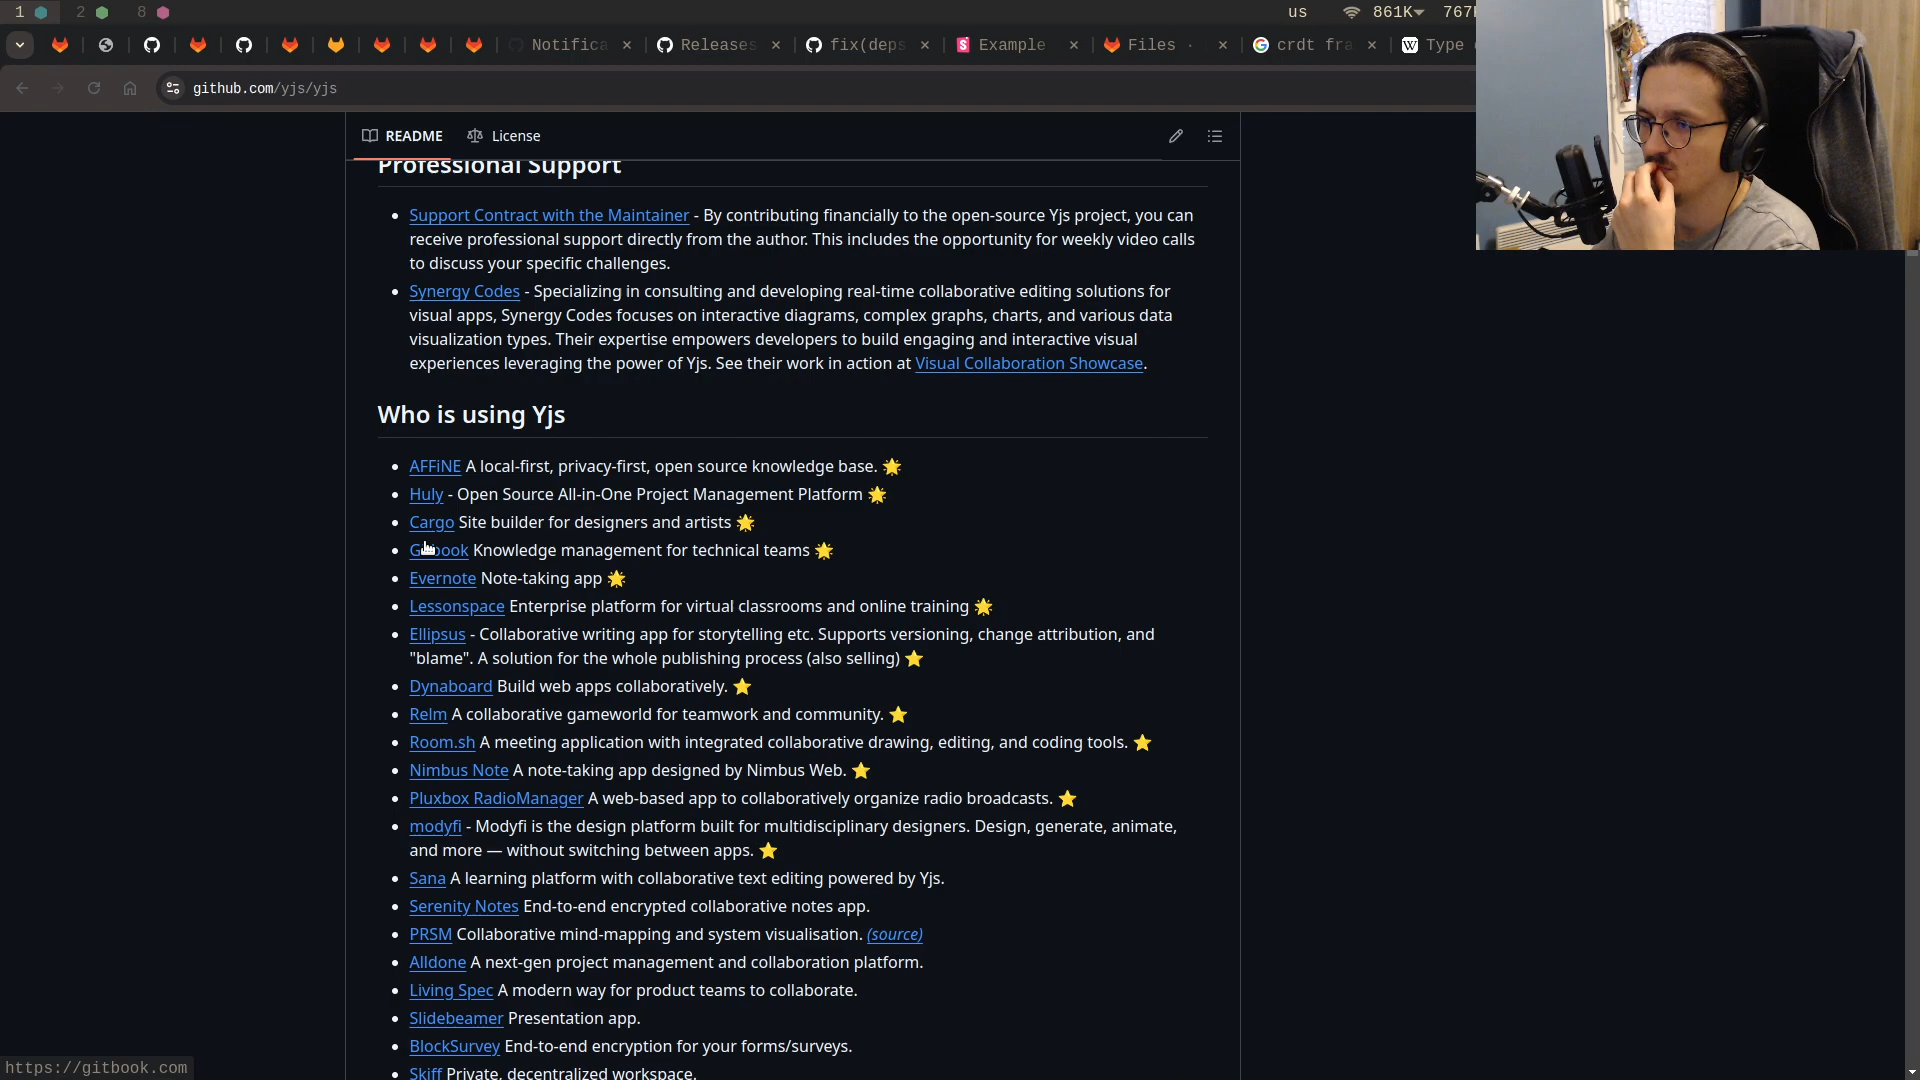 1 2 8 us 861K 767
Notifica × Releases × fix(deps × Example × Files · × crdt fra × Type
github.com/yjs/yjs
README License
Professional Support
Support Contract with the Maintainer - By contributing financially to the open-source Yjs project, you can
receive professional support directly from the author. This includes the opportunity for weekly video calls
to discuss your specific challenges.
Synergy Codes - Specializing in consulting and developing real-time collaborative editing solutions for
visual apps, Synergy Codes focuses on interactive diagrams, complex graphs, charts, and various data
visualization types. Their expertise empowers developers to build engaging and interactive visual
experiences leveraging the power of Yjs. See their work in action at Visual Collaboration Showcase.
Who is using Yjs
AFFiNE A local-first, privacy-first, open source knowledge base. 🌟
Huly - Open Source All-in-One Project Management Platform 🌟
Cargo Site builder for designers and artists 🌟
Gitbook Knowledge management for technical teams 🌟
Evernote Note-taking app 🌟
Lessonspace Enterprise platform for virtual classrooms and online training 🌟
Ellipsus - Collaborative writing app for storytelling etc. Supports versioning, change attribution, and
"blame". A solution for the whole publishing process (also selling) ⭐
Dynaboard Build web apps collaboratively. ⭐
Relm A collaborative gameworld for teamwork and community. ⭐
Room.sh A meeting application with integrated collaborative drawing, editing, and coding tools. ⭐
Nimbus Note A note-taking app designed by Nimbus Web. ⭐
Pluxbox RadioManager A web-based app to collaboratively organize radio broadcasts. ⭐
modyfi - Modyfi is the design platform built for multidisciplinary designers. Design, generate, animate,
and more — without switching between apps. ⭐
Sana A learning platform with collaborative text editing powered by Yjs.
Serenity Notes End-to-end encrypted collaborative notes app.
PRSM Collaborative mind-mapping and system visualisation. (source)
Alldone A next-gen project management and collaboration platform.
Living Spec A modern way for product teams to collaborate.
Slidebeamer Presentation app.
BlockSurvey End-to-end encryption for your forms/surveys.
Skiff Private, decentralized workspace.
https://gitbook.com